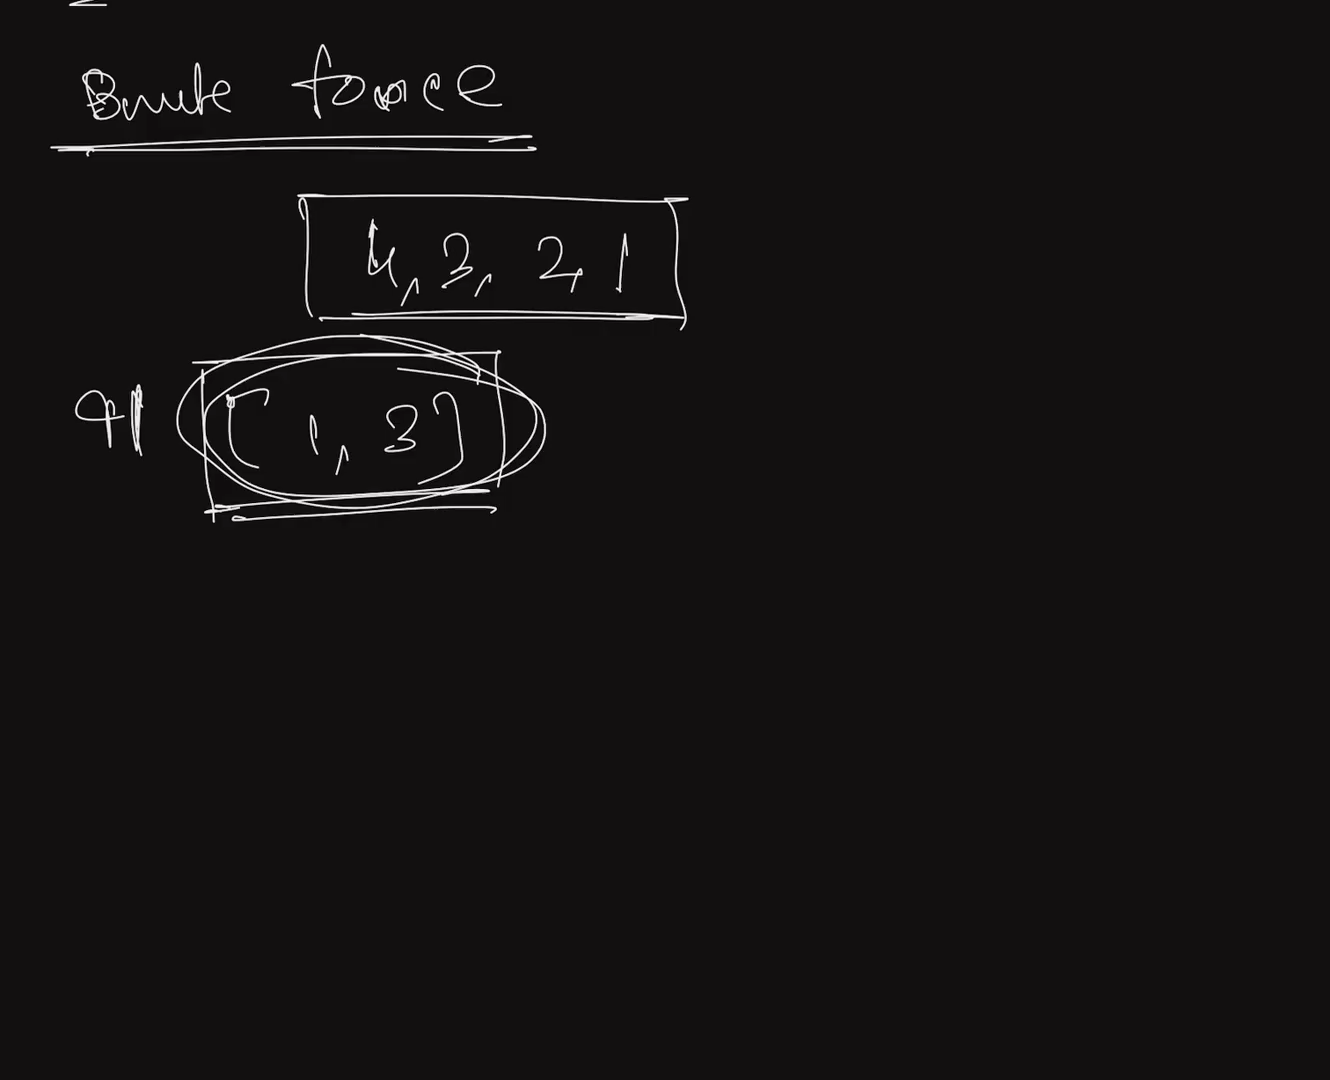 Brute force
4, 3, 2, 1
[ 1, 3 ]